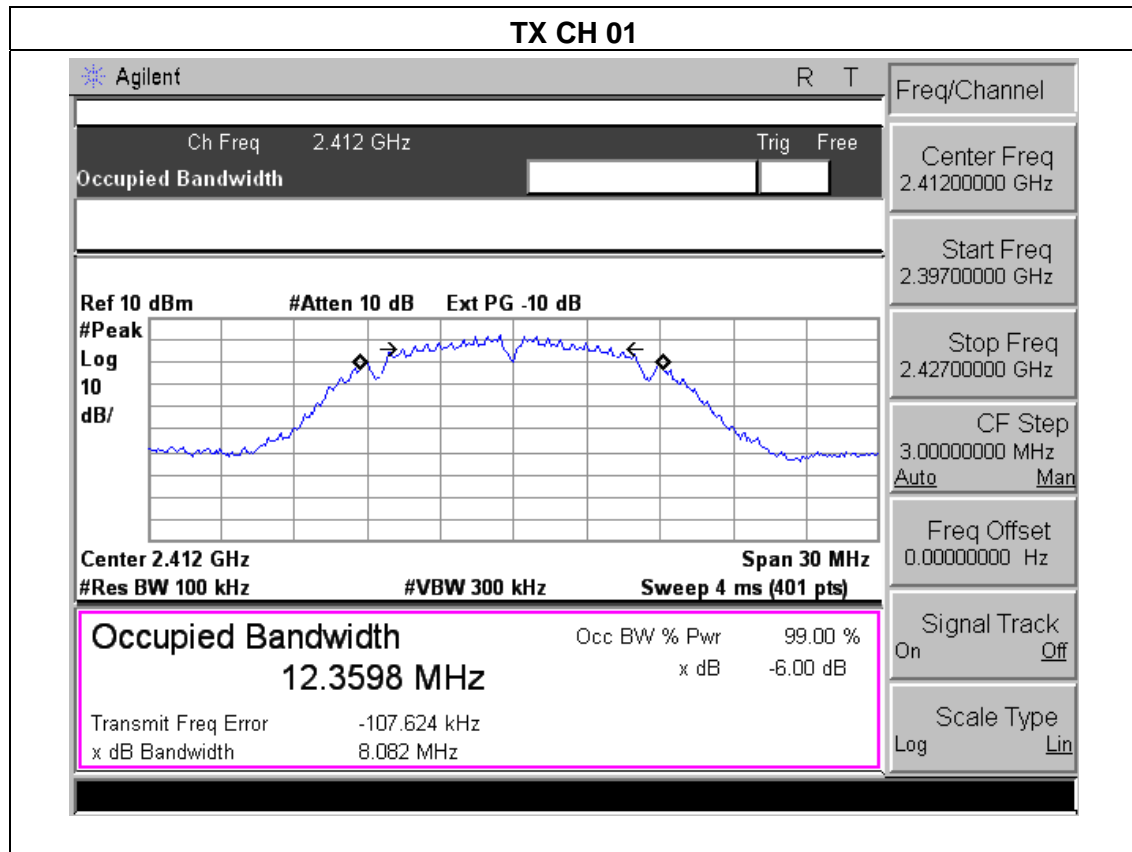 TX CH 01
Agilent R T
Freq/Channel
Ch Freq 2.412 GHz Trig Free
Occupied Bandwidth
Center Freq
2.41200000 GHz
Start Freq
2.39700000 GHz
Ref 10 dBm #Atten 10 dB Ext PG -10 dB
#Peak
Log
10
dB/
Stop Freq
2.42700000 GHz
CF Step
3.00000000 MHz
Auto Man
Center 2.412 GHz Span 30 MHz
#Res BW 100 kHz #VBW 300 kHz Sweep 4 ms (401 pts)
Freq Offset
0.00000000 Hz
Occupied Bandwidth Occ BW % Pwr 99.00 %
12.3598 MHz x dB -6.00 dB
Transmit Freq Error -107.624 kHz
x dB Bandwidth 8.082 MHz
Signal Track
On Off
Scale Type
Log Lin